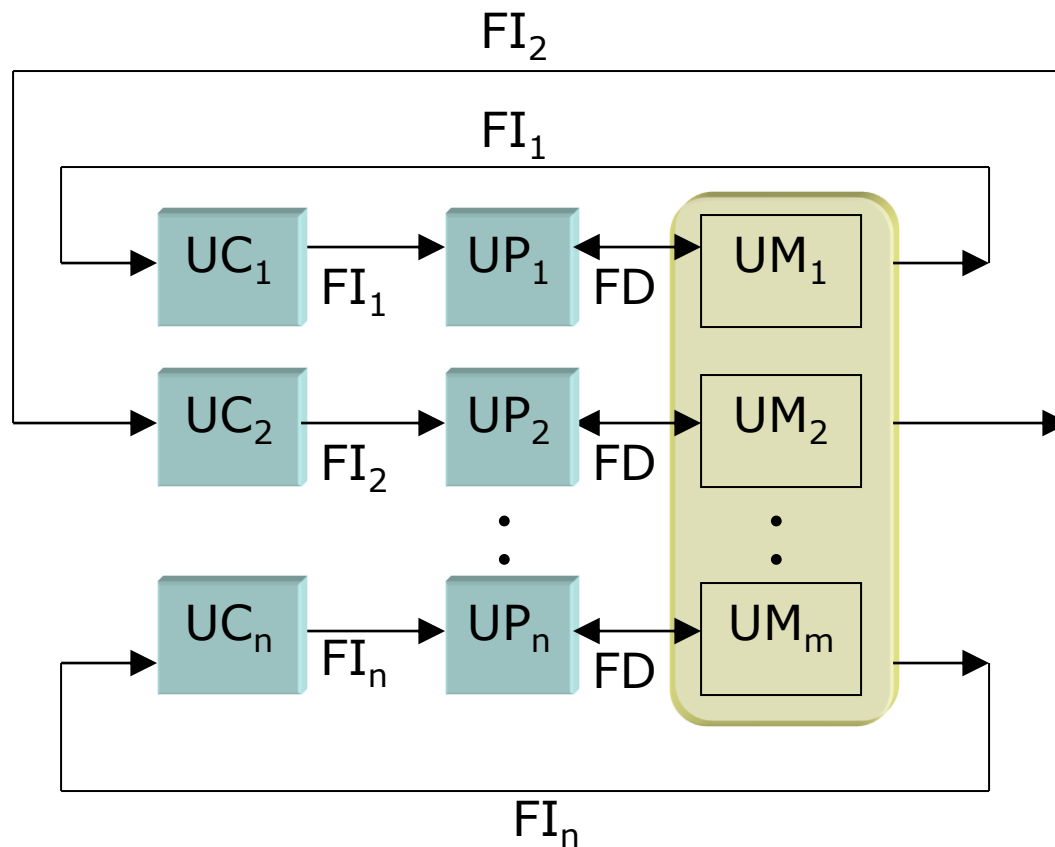 FI₂
FI₁
UC₁ UP₁ UM₁
FI₁ FD
UC₂ UP₂ UM₂
FI₂ FD
UCₙ UPₙ UMₘ
FIₙ FD
FIₙ